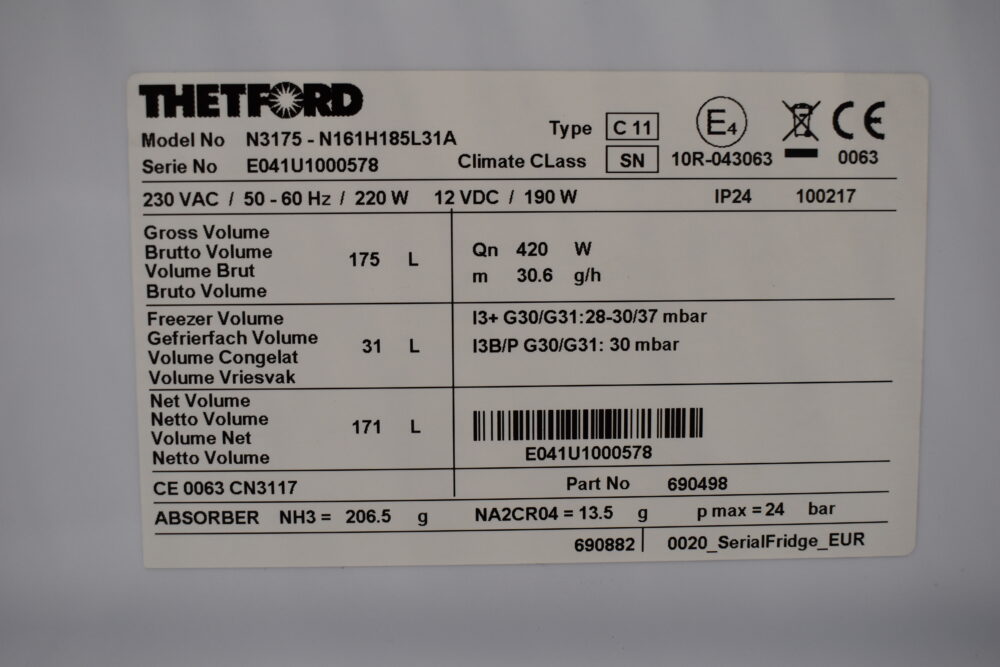 THETFORD
Model No N3175 - N161H185L31A Type C 11 E4 CE
Serie No E041U1000578 Climate CLass SN 10R-043063 0063
230 VAC / 50 - 60 Hz / 220 W 12 VDC / 190 W IP24 100217
Gross Volume
Brutto Volume
Volume Brut
Bruto Volume
175 L
Qn 420 W
m 30.6 g/h
Freezer Volume
Gefrierfach Volume
Volume Congelat
Volume Vriesvak
31 L
I3+ G30/G31:28-30/37 mbar
I3B/P G30/G31: 30 mbar
Net Volume
Netto Volume
Volume Net
Netto Volume
171 L
E041U1000578
CE 0063 CN3117 Part No 690498
ABSORBER NH3 = 206.5 g NA2CR04 = 13.5 g p max = 24 bar
690882 0020_SerialFridge_EUR